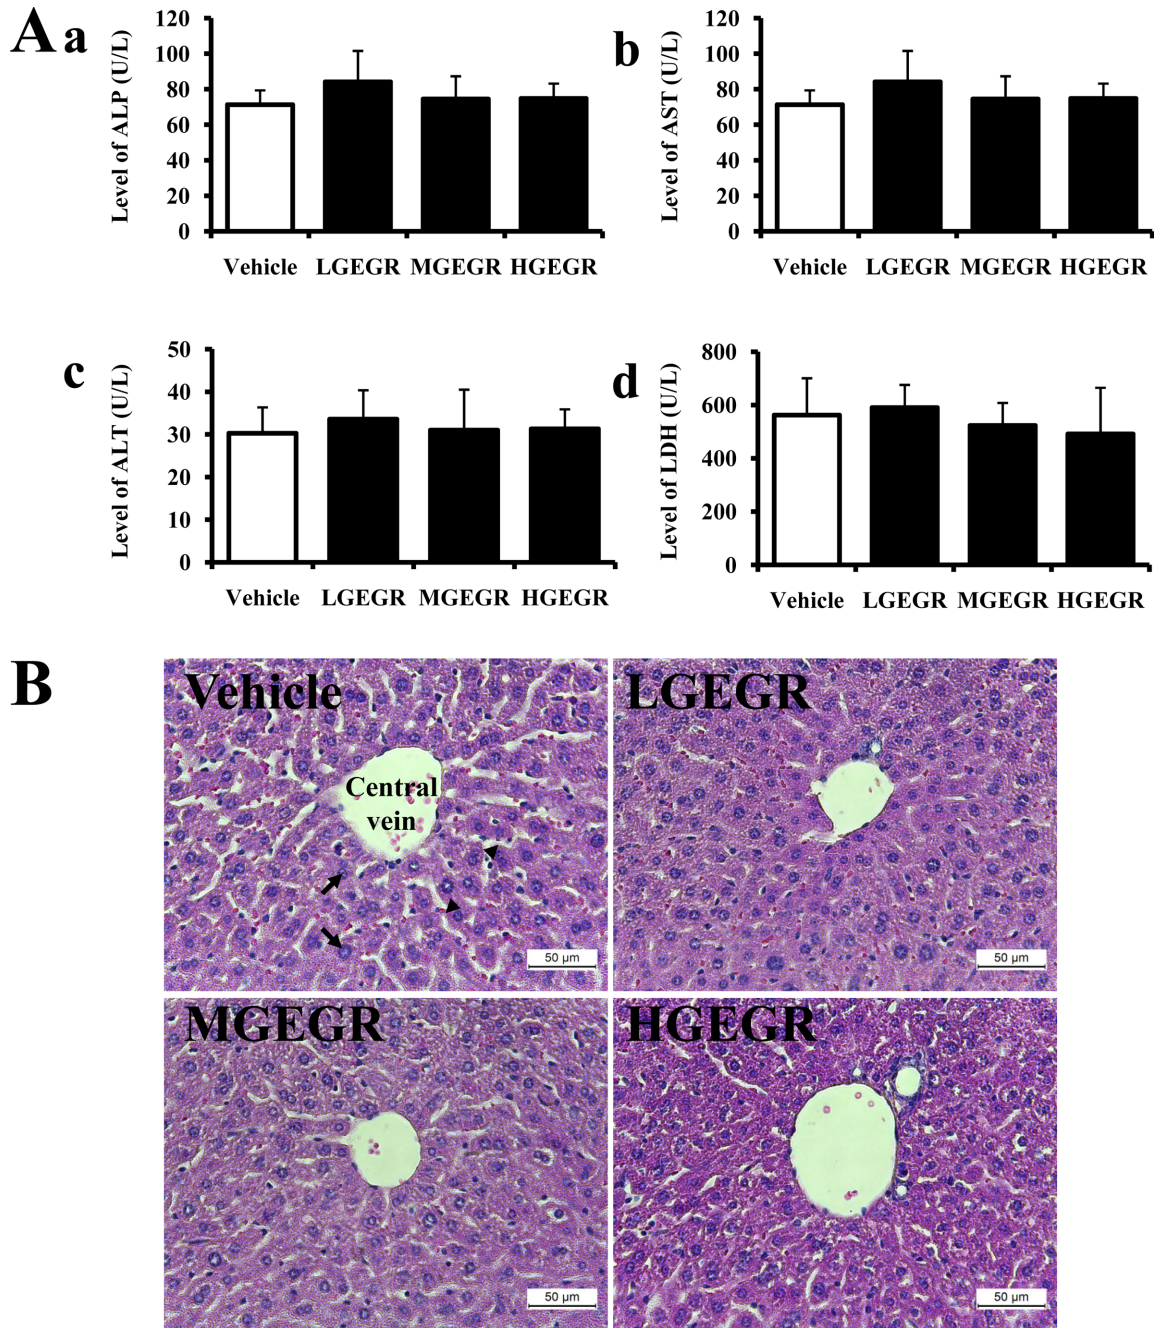 A
a
Level of ALP (U/L)
120
100
80
60
40
20
0
Vehicle LGEGR MGEGR HGEGR
b
Level of AST (U/L)
120
100
80
60
40
20
0
Vehicle LGEGR MGEGR HGEGR
c
Level of ALT (U/L)
50
40
30
20
10
0
Vehicle LGEGR MGEGR HGEGR
d
Level of LDH (U/L)
800
600
400
200
0
Vehicle LGEGR MGEGR HGEGR
B
Vehicle
Central
vein
50 µm
LGEGR
50 µm
MGEGR
50 µm
HGEGR
50 µm